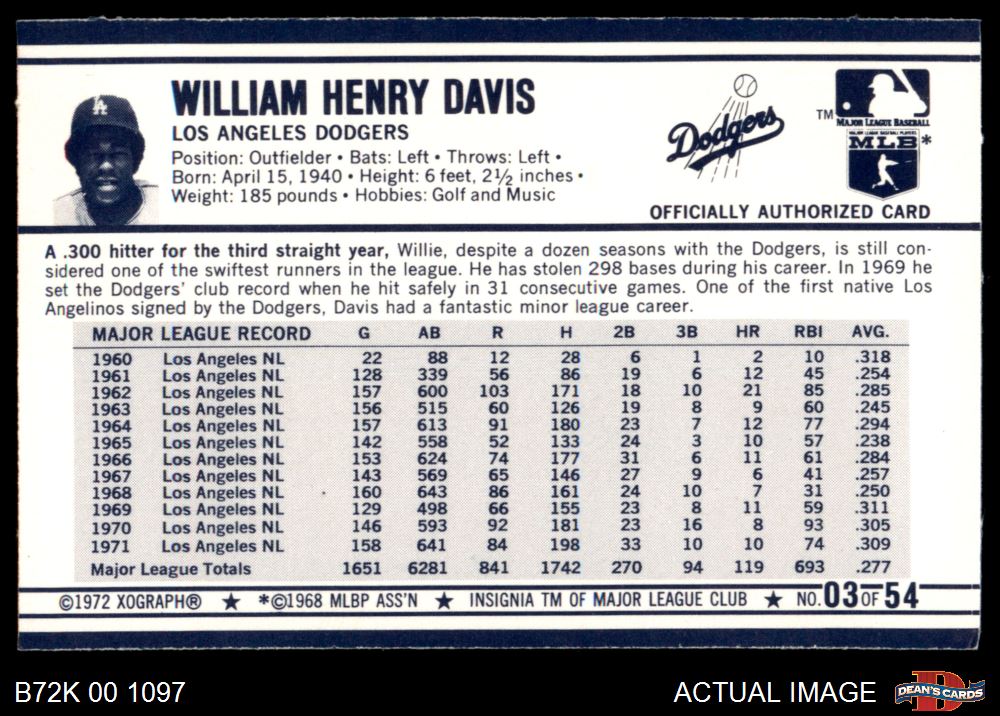 WILLIAM HENRY DAVIS
LOS ANGELES DODGERS
Position: Outfielder • Bats: Left • Throws: Left •
Born: April 15, 1940 • Height: 6 feet, 2½ inches •
Weight: 185 pounds • Hobbies: Golf and Music
LA
Dodgers
TM
MAJOR LEAGUE BASEBALL
MAJOR LEAGUE BASEBALL PLAYERS
MLB*
OFFICIALLY AUTHORIZED CARD
A .300 hitter for the third straight year, Willie, despite a dozen seasons with the Dodgers, is still con-
sidered one of the swiftest runners in the league. He has stolen 298 bases during his career. In 1969 he
set the Dodgers' club record when he hit safely in 31 consecutive games. One of the first native Los
Angelinos signed by the Dodgers, Davis had a fantastic minor league career.
MAJOR LEAGUE RECORD G AB R H 2B 3B HR RBI AVG.
1960 Los Angeles NL 22 88 12 28 6 1 2 10 .318
1961 Los Angeles NL 128 339 56 86 19 6 12 45 .254
1962 Los Angeles NL 157 600 103 171 18 10 21 85 .285
1963 Los Angeles NL 156 515 60 126 19 8 9 60 .245
1964 Los Angeles NL 157 613 91 180 23 7 12 77 .294
1965 Los Angeles NL 142 558 52 133 24 3 10 57 .238
1966 Los Angeles NL 153 624 74 177 31 6 11 61 .284
1967 Los Angeles NL 143 569 65 146 27 9 6 41 .257
1968 Los Angeles NL 160 643 86 161 24 10 7 31 .250
1969 Los Angeles NL 129 498 66 155 23 8 11 59 .311
1970 Los Angeles NL 146 593 92 181 23 16 8 93 .305
1971 Los Angeles NL 158 641 84 198 33 10 10 74 .309
Major League Totals 1651 6281 841 1742 270 94 119 693 .277
©1972 XOGRAPH® ★ *©1968 MLBP ASS'N ★ INSIGNIA TM OF MAJOR LEAGUE CLUB ★ NO. 03 OF 54
B72K 00 1097
ACTUAL IMAGE
DEAN'S CARDS